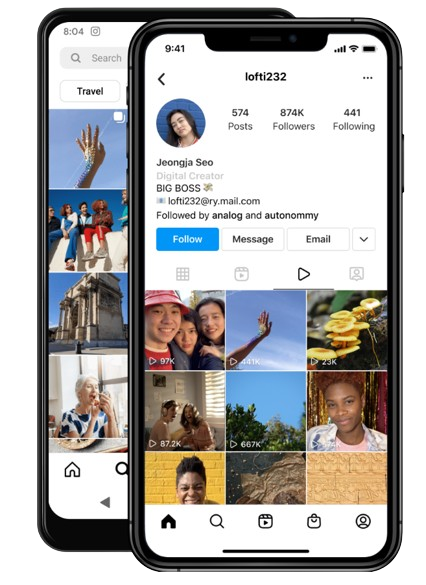 8:04
Search
Travel
9:41
lofti232
574
Posts
874K
Followers
441
Following
Jeongja Seo
Digital Creator
BIG BOSS
lofti232@ry.mail.com
Followed by analog and autonommy
Follow
Message
Email
97K
441K
23K
87.2K
667K